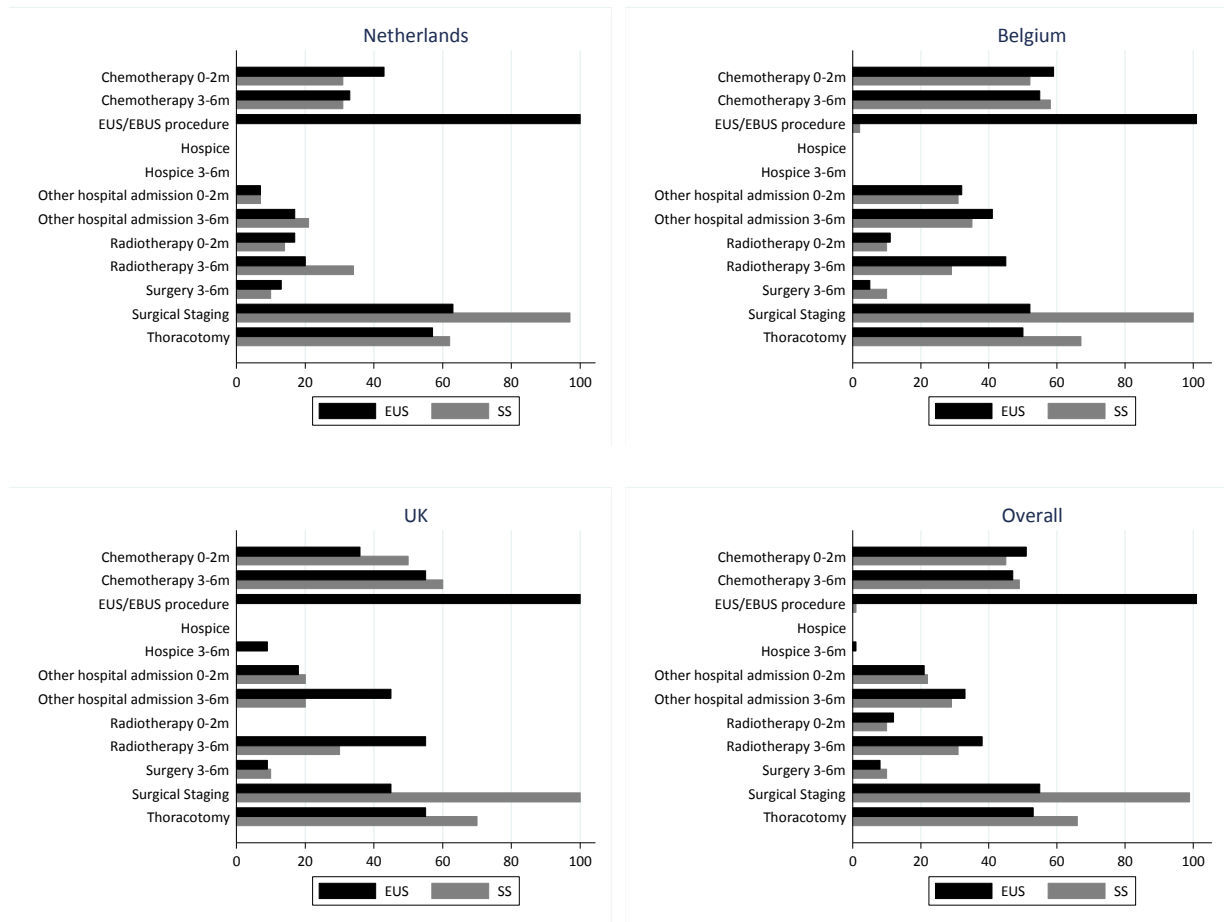 Netherlands
Chemotherapy 0-2m
Chemotherapy 3-6m
EUS/EBUS procedure
Hospice
Hospice 3-6m
Other hospital admission 0-2m
Other hospital admission 3-6m
Radiotherapy 0-2m
Radiotherapy 3-6m
Surgery 3-6m
Surgical Staging
Thoracotomy
0 20 40 60 80 100
EUS SS
Belgium
Chemotherapy 0-2m
Chemotherapy 3-6m
EUS/EBUS procedure
Hospice
Hospice 3-6m
Other hospital admission 0-2m
Other hospital admission 3-6m
Radiotherapy 0-2m
Radiotherapy 3-6m
Surgery 3-6m
Surgical Staging
Thoracotomy
0 20 40 60 80 100
EUS SS
UK
Chemotherapy 0-2m
Chemotherapy 3-6m
EUS/EBUS procedure
Hospice
Hospice 3-6m
Other hospital admission 0-2m
Other hospital admission 3-6m
Radiotherapy 0-2m
Radiotherapy 3-6m
Surgery 3-6m
Surgical Staging
Thoracotomy
0 20 40 60 80 100
EUS SS
Overall
Chemotherapy 0-2m
Chemotherapy 3-6m
EUS/EBUS procedure
Hospice
Hospice 3-6m
Other hospital admission 0-2m
Other hospital admission 3-6m
Radiotherapy 0-2m
Radiotherapy 3-6m
Surgery 3-6m
Surgical Staging
Thoracotomy
0 20 40 60 80 100
EUS SS